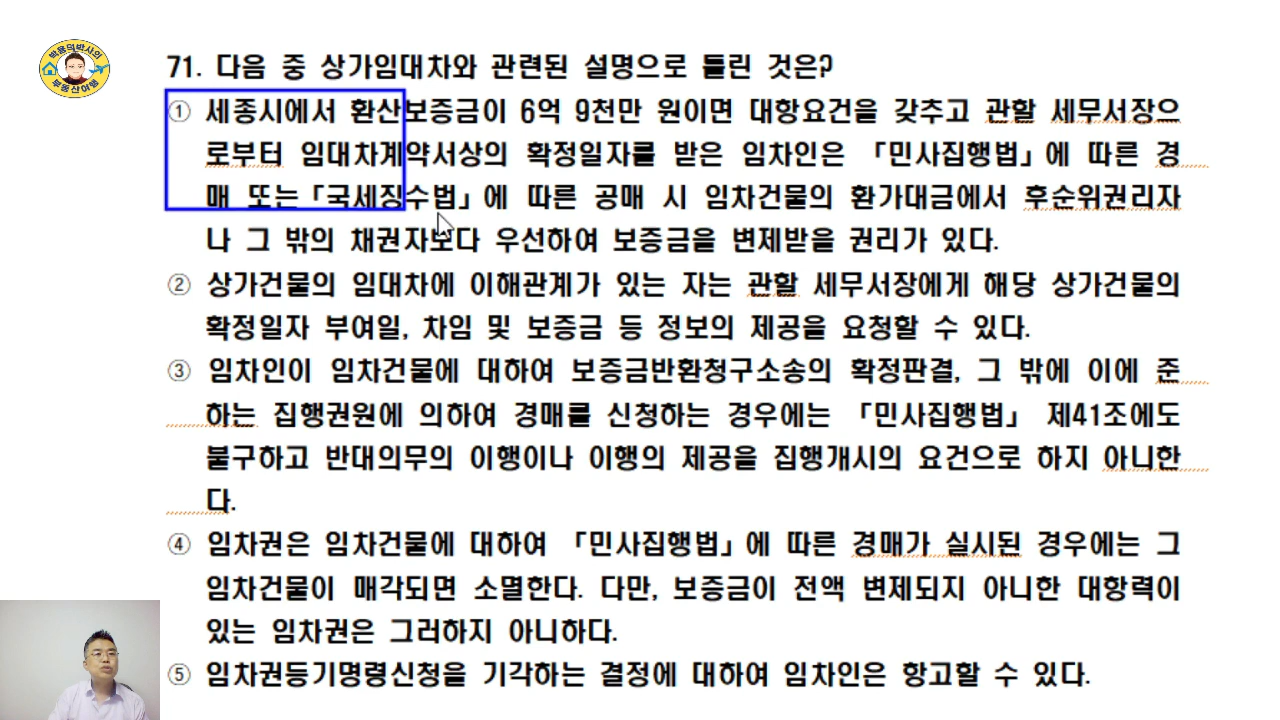 박용덕박사의
부동산여행
71. 다음 중 상가임대차와 관련된 설명으로 틀린 것은?
① 세종시에서 환산보증금이 6억 9천만 원이면 대항요건을 갖추고 관할 세무서장으
로부터 임대차계약서상의 확정일자를 받은 임차인은 「민사집행법」에 따른 경
매 또는「국세징수법」에 따른 공매 시 임차건물의 환가대금에서 후순위권리자
나 그 밖의 채권자보다 우선하여 보증금을 변제받을 권리가 있다.
② 상가건물의 임대차에 이해관계가 있는 자는 관할 세무서장에게 해당 상가건물의
확정일자 부여일, 차임 및 보증금 등 정보의 제공을 요청할 수 있다.
③ 임차인이 임차건물에 대하여 보증금반환청구소송의 확정판결, 그 밖에 이에 준
하는 집행권원에 의하여 경매를 신청하는 경우에는 「민사집행법」 제41조에도
불구하고 반대의무의 이행이나 이행의 제공을 집행개시의 요건으로 하지 아니한
다.
④ 임차권은 임차건물에 대하여 「민사집행법」에 따른 경매가 실시된 경우에는 그
임차건물이 매각되면 소멸한다. 다만, 보증금이 전액 변제되지 아니한 대항력이
있는 임차권은 그러하지 아니하다.
⑤ 임차권등기명령신청을 기각하는 결정에 대하여 임차인은 항고할 수 있다.